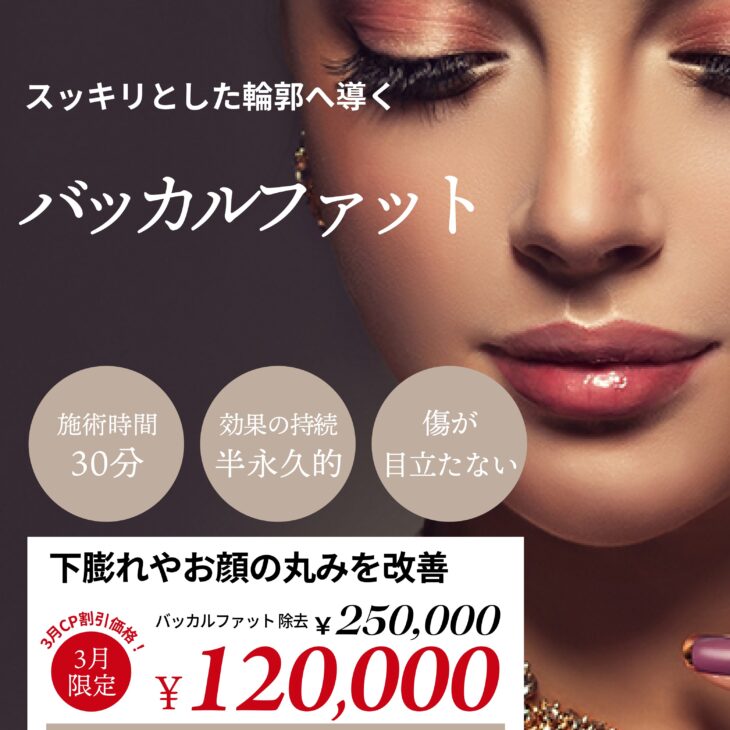 スッキリとした輪郭へ導く
バッカルファット
施術時間
30分
効果の持続
半永久的
傷が
目立たない
下膨れやお顔の丸みを改善
3月CP割引価格！
3月
限定
バッカルファット除去 ¥250,000
¥120,000